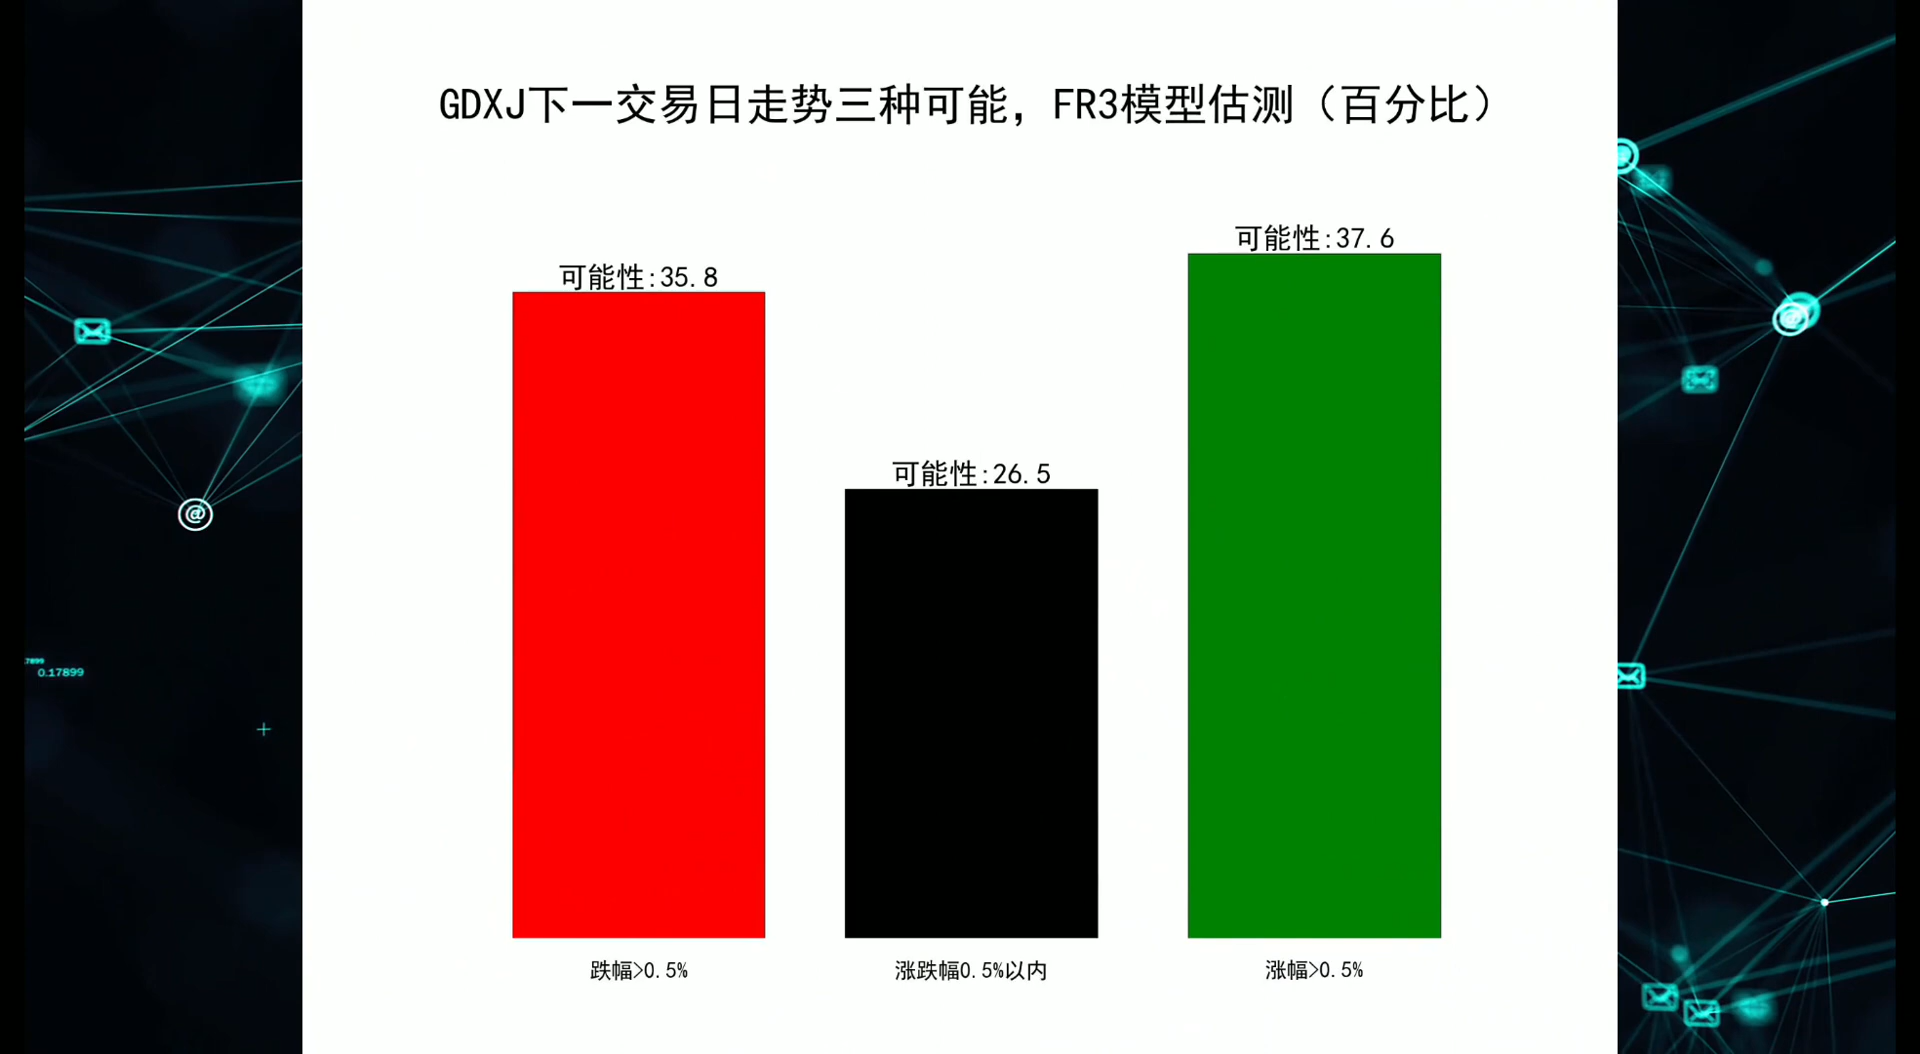 GDXJ下一交易日走势三种可能，FR3模型估测（百分比）
可能性:37.6
可能性:35.8
可能性:26.5
跌幅>0.5%
涨跌幅0.5%以内
涨幅>0.5%
0.17899